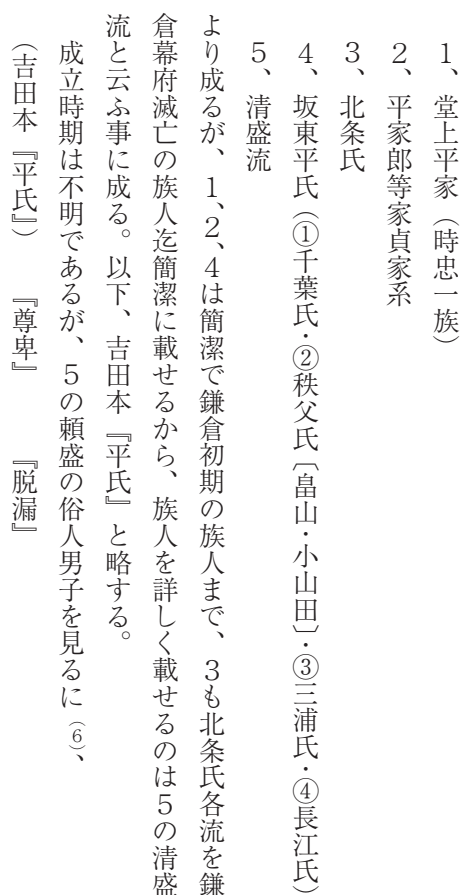 1、堂上平家（時忠一族）
2、平家郎等家貞家系
3、北条氏
4、坂東平氏（①千葉氏・②秩父氏〔畠山・小山田〕・③三浦氏・④長江氏）
5、清盛流
より成るが、1、2、4は簡潔で鎌倉初期の族人まで、3も北条氏各流を鎌
倉幕府滅亡の族人迄簡潔に載せるから、族人を詳しく載せるのは5の清盛
流と云ふ事に成る。以下、吉田本『平氏』と略する。
成立時期は不明であるが、5の頼盛の俗人男子を見るに（6）、
（吉田本『平氏』）　『尊卑』　『脱漏』